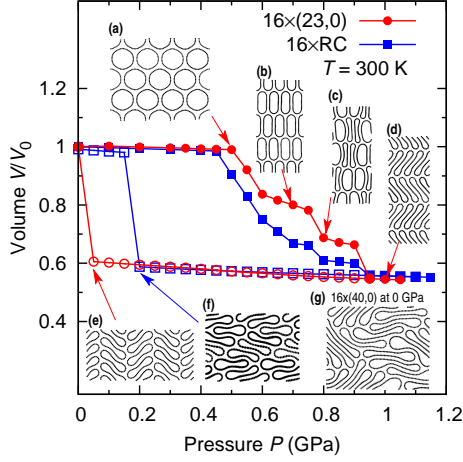 16×(23,0)
16×RC
T = 300 K
(a)
(b)
(c)
(d)
1.2
1
0.8
0.6
0.4
Volume V/V0
16x(40,0) at 0 GPa
(e)
(f)
(g)
0 0.2 0.4 0.6 0.8 1 1.2
Pressure P (GPa)